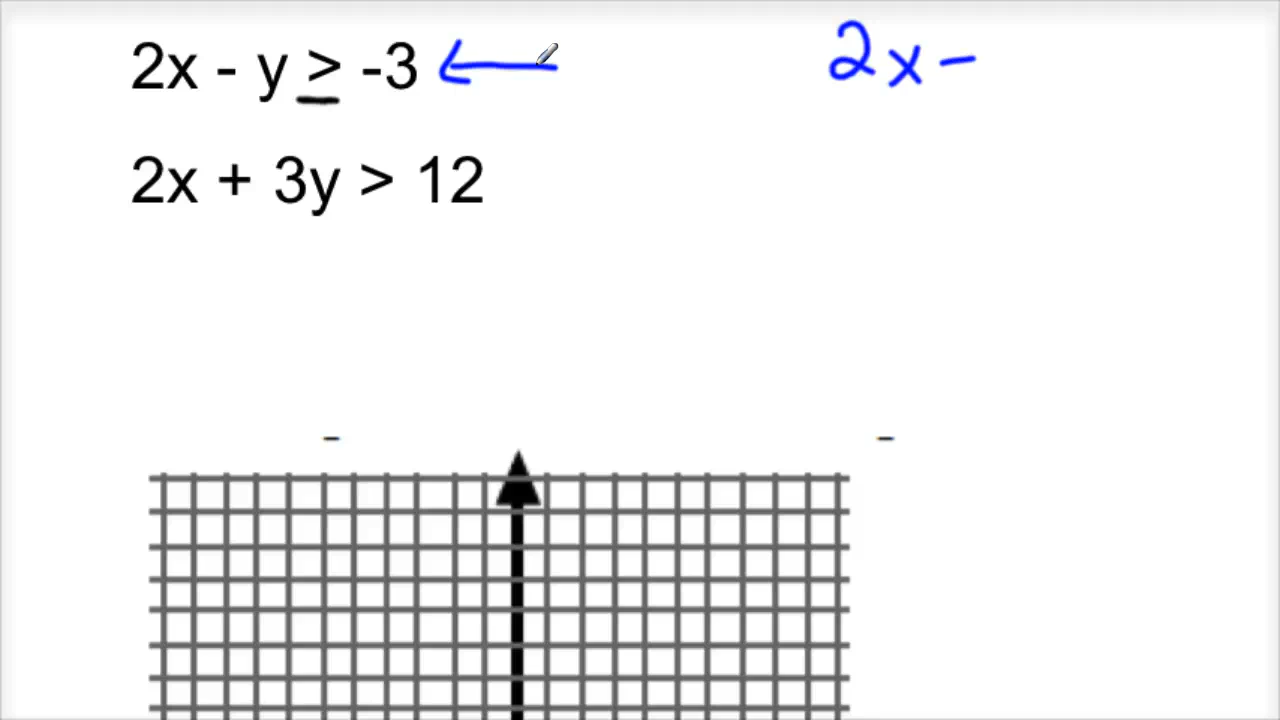 2x - y ≥ -3
2x -
2x + 3y > 12